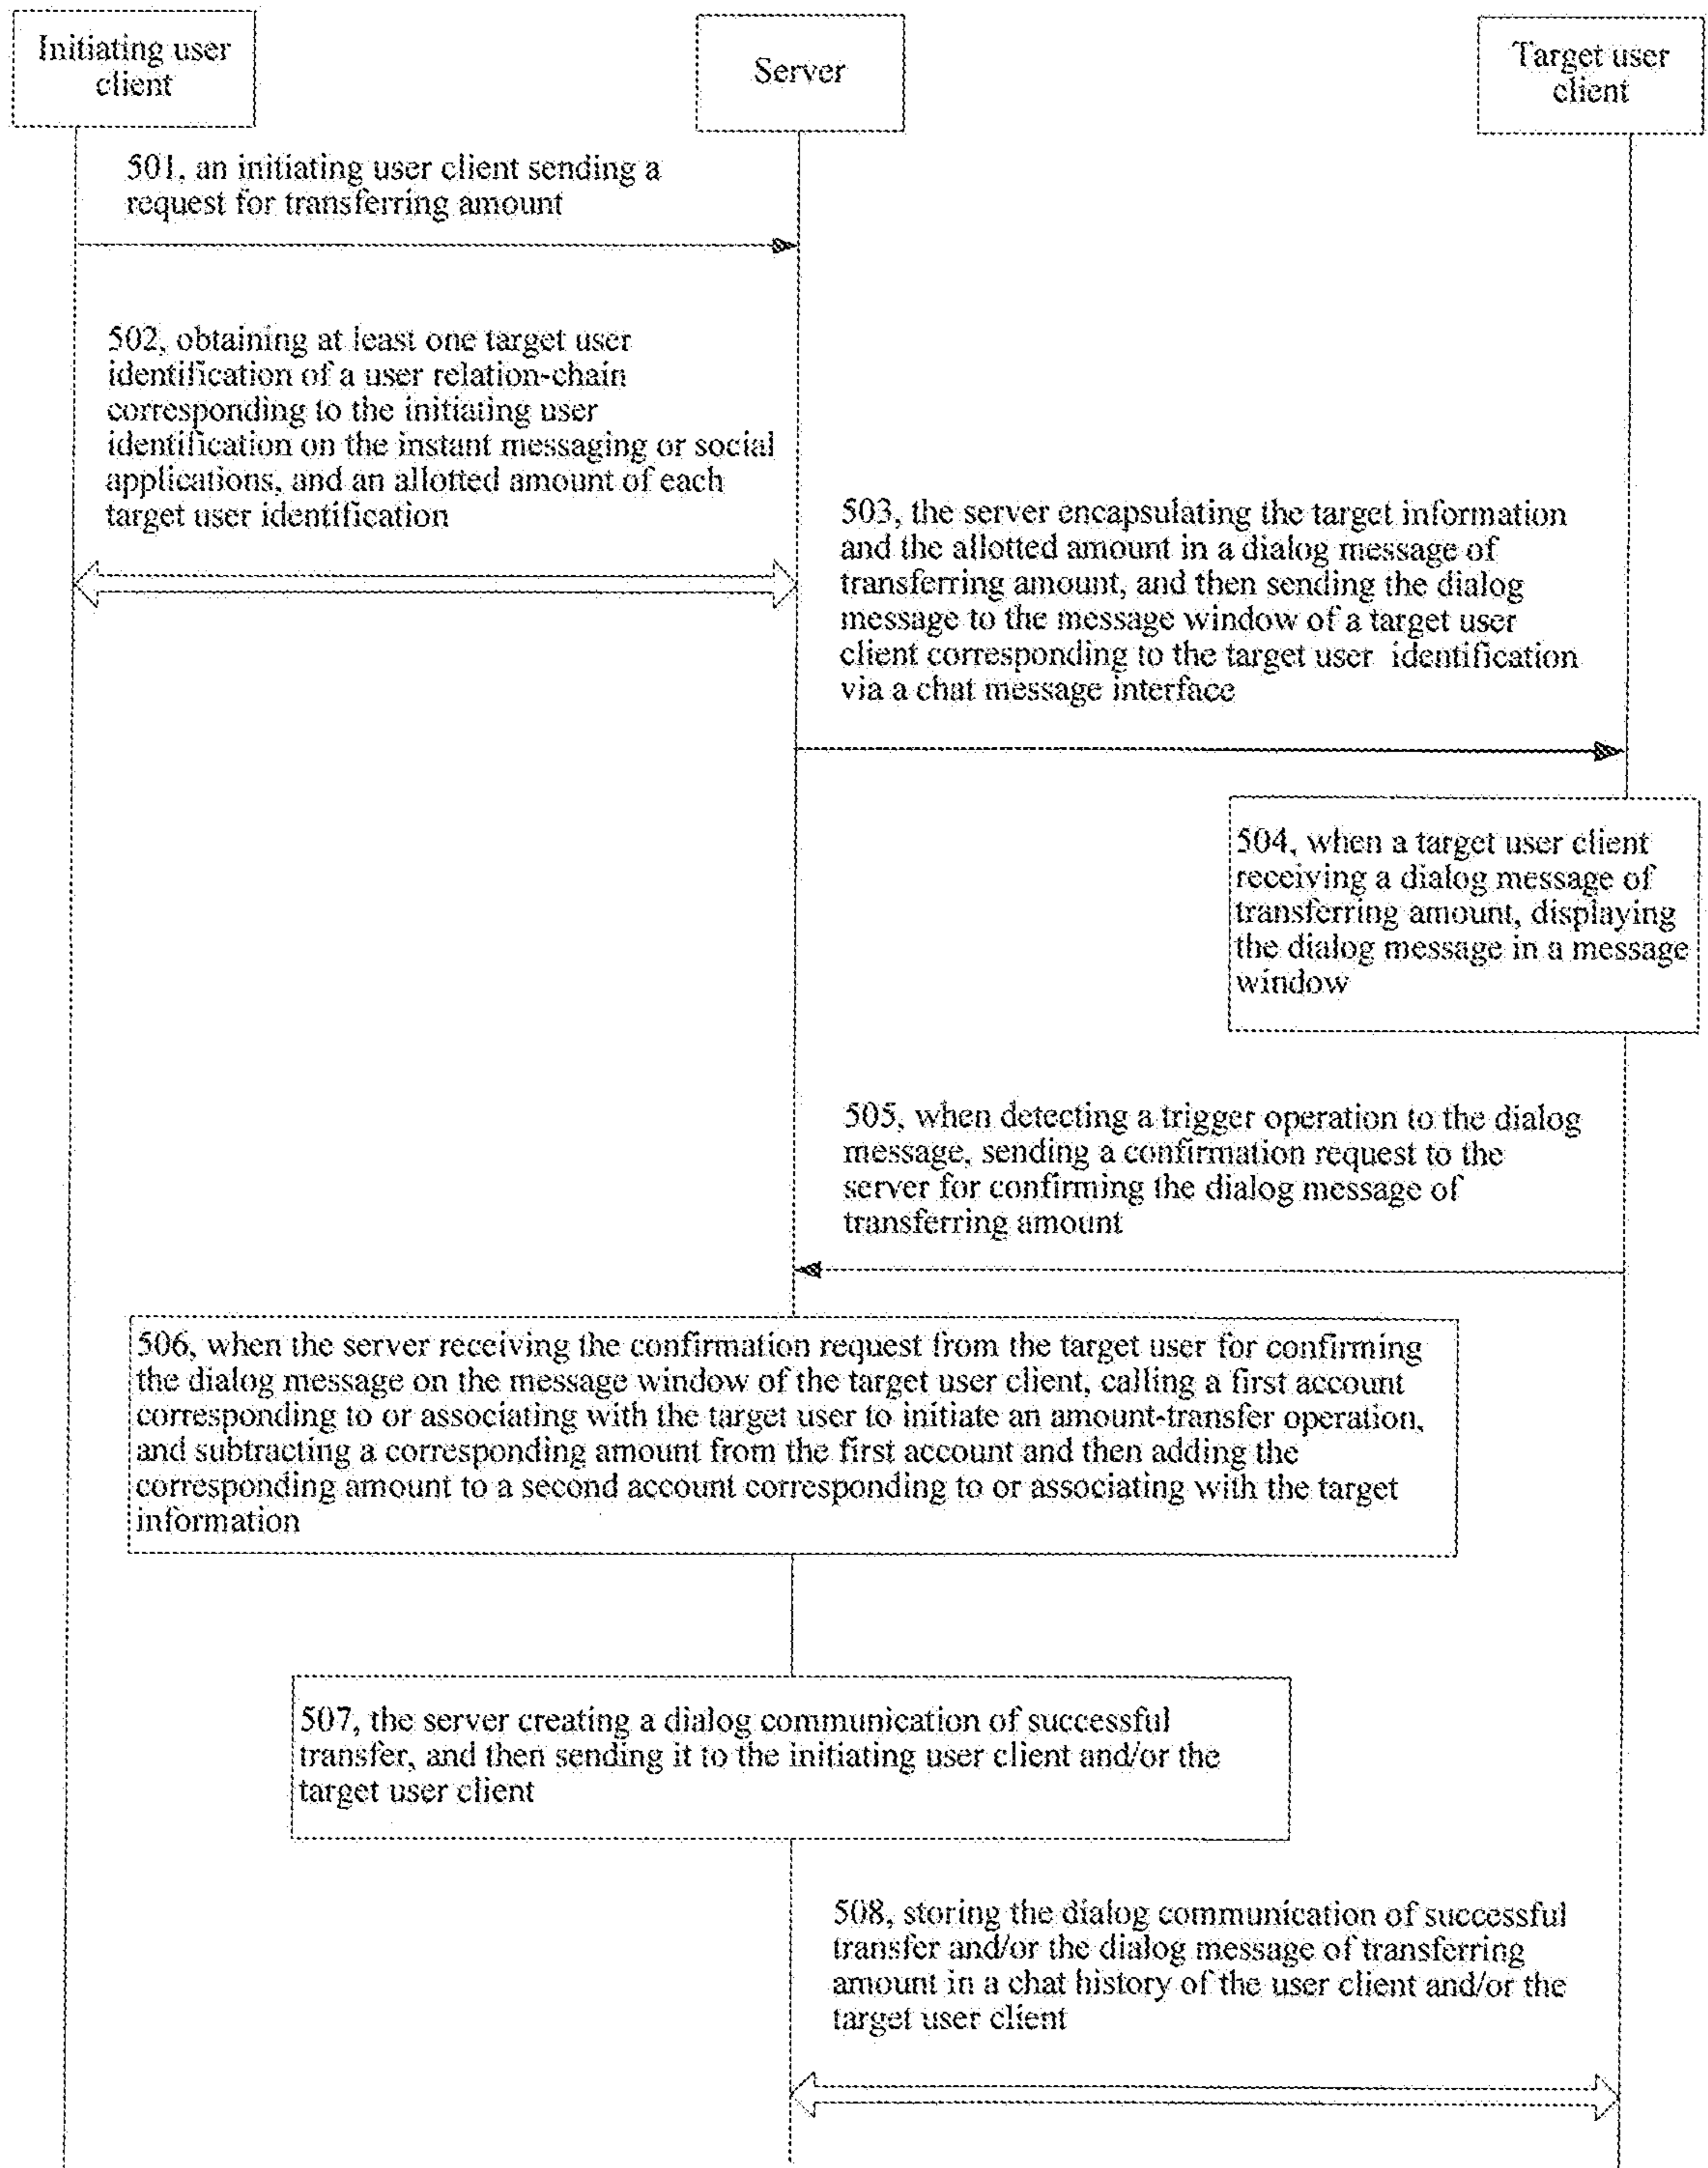 Initiating user
client
Server
Target user
client
501, an initiating user client sending a
request for transferring amount
502, obtaining at least one target user
identification of a user relation-chain
corresponding to the initiating user
identification on the instant messaging or social
applications, and an allotted amount of each
target user identification
503, the server encapsulating the target information
and the allotted amount in a dialog message of
transferring amount, and then sending the dialog
message to the message window of a target user
client corresponding to the target user identification
via a chat message interface
504, when a target user client
receiving a dialog message of
transferring amount, displaying
the dialog message in a message
window
505, when detecting a trigger operation to the dialog
message, sending a confirmation request to the
server for confirming the dialog message of
transferring amount
506, when the server receiving the confirmation request from the target user for confirming
the dialog message on the message window of the target user client, calling a first account
corresponding to or associating with the target user to initiate an amount-transfer operation,
and subtracting a corresponding amount from the first account and then adding the
corresponding amount to a second account corresponding to or associating with the target
information
507, the server creating a dialog communication of successful
transfer, and then sending it to the initiating user client and/or the
target user client
508, storing the dialog communication of successful
transfer and/or the dialog message of transferring
amount in a chat history of the user client and/or the
target user client